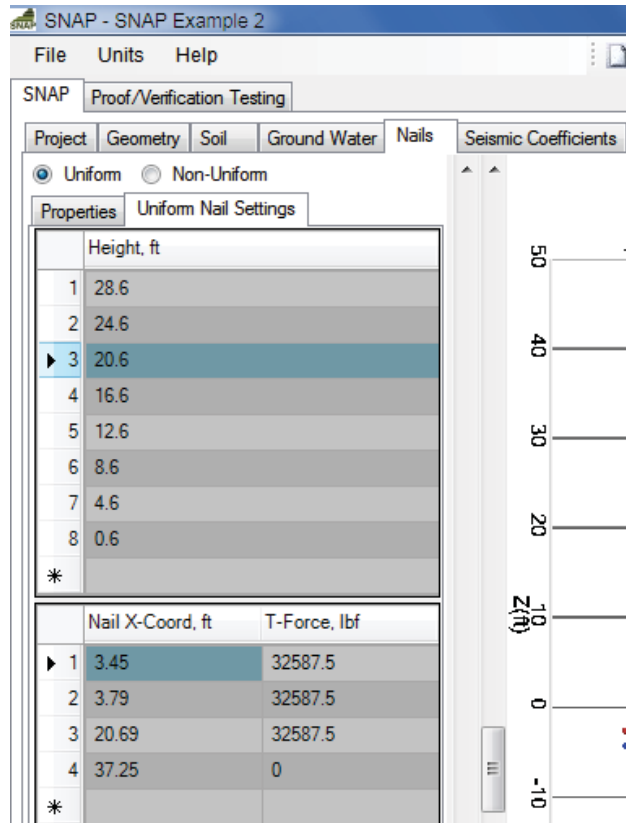 SNAP
SNAP - SNAP Example 2
File Units Help
SNAP Proof/Verification Testing
Project Geometry Soil Ground Water Nails Seismic Coefficients
Uniform Non-Uniform
Properties Uniform Nail Settings
Height, ft
1 28.6
2 24.6
3 20.6
4 16.6
5 12.6
6 8.6
7 4.6
8 0.6
*
Nail X-Coord, ft T-Force, lbf
1 3.45 32587.5
2 3.79 32587.5
3 20.69 32587.5
4 37.25 0
*
50
40
30
20
10
Z(ft)
0
-10